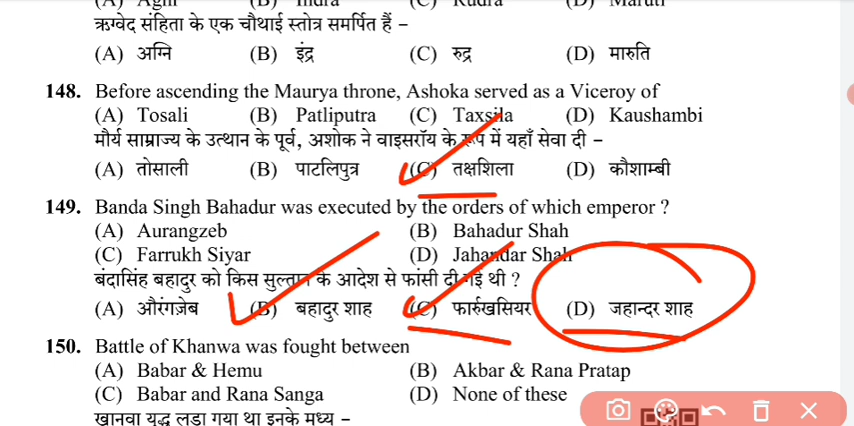 ऋग्वेद संहिता के एक चौथाई स्तोत्र समर्पित हैं –
(A) अग्नि (B) इंद्र (C) रुद्र (D) मारुति
148. Before ascending the Maurya throne, Ashoka served as a Viceroy of
(A) Tosali (B) Patliputra (C) Taxsila (D) Kaushambi
मौर्य साम्राज्य के उत्थान के पूर्व, अशोक ने वाइसरॉय के रूप में यहाँ सेवा दी –
(A) तोसाली (B) पाटलिपुत्र (C) तक्षशिला (D) कौशाम्बी
149. Banda Singh Bahadur was executed by the orders of which emperor ?
(A) Aurangzeb (B) Bahadur Shah
(C) Farrukh Siyar (D) Jahandar Shah
बंदासिंह बहादुर को किस सुल्तान के आदेश से फांसी दी गई थी ?
(A) औरंगज़ेब (B) बहादुर शाह (C) फार्रुखसियर (D) जहान्दर शाह
150. Battle of Khanwa was fought between
(A) Babar & Hemu (B) Akbar & Rana Pratap
(C) Babar and Rana Sanga (D) None of these
खानवा युद्ध लड़ा गया था इनके मध्य –